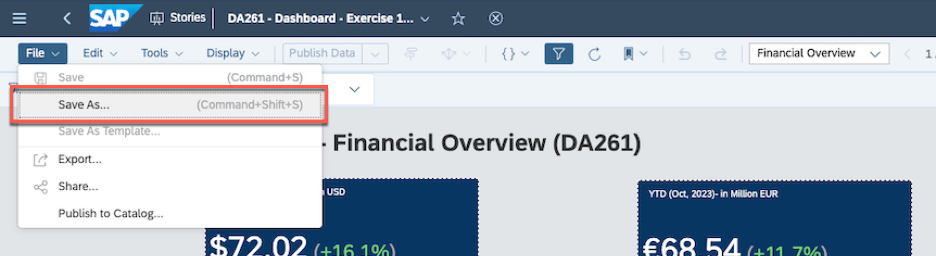 SAP Stories DA261 - Dashboard - Exercise 1...
File Edit Tools Display Publish Data {} Financial Overview 1
Save (Command+S)
Save As... (Command+Shift+S)
Save As Template...
- Financial Overview (DA261)
Export...
Share...
USD
YTD (Oct, 2023)- in Million EUR
Publish to Catalog...
$72.02 (+16.1%)
€68.54 (+11.7%)